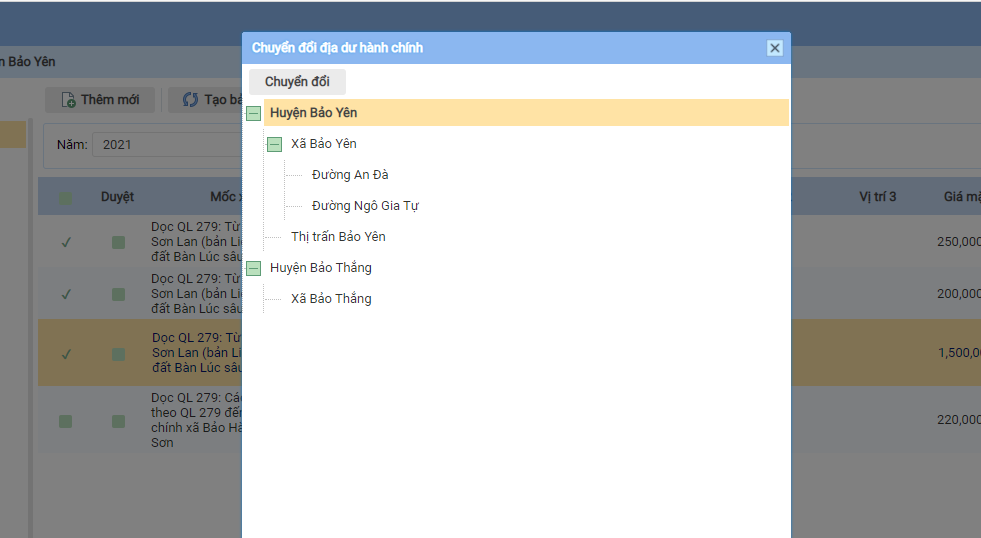 Chuyển đổi địa dư hành chính
n Bảo Yên
Chuyển đổi
Thêm mới
Tạo bá
Huyện Bảo Yên
Năm: 2021
Xã Bảo Yên
Đường An Đà
Duyệt
Mốc
Vị trí 3
Giá mặ
Đường Ngô Gia Tự
Thị trấn Bảo Yên
Huyện Bảo Thắng
Xã Bảo Thắng
Dọc QL 279: Từ
Sơn Lan (bản Li
đất Bàn Lúc sâu
250,000
Dọc QL 279: Từ
Sơn Lan (bản Li
đất Bàn Lúc sâu
200,000
Dọc QL 279: Từ
Sơn Lan (bản Li
đất Bàn Lúc sâu
1,500,0
Dọc QL 279: Các
theo QL 279 đến
chính xã Bảo Hà
Sơn
220,000